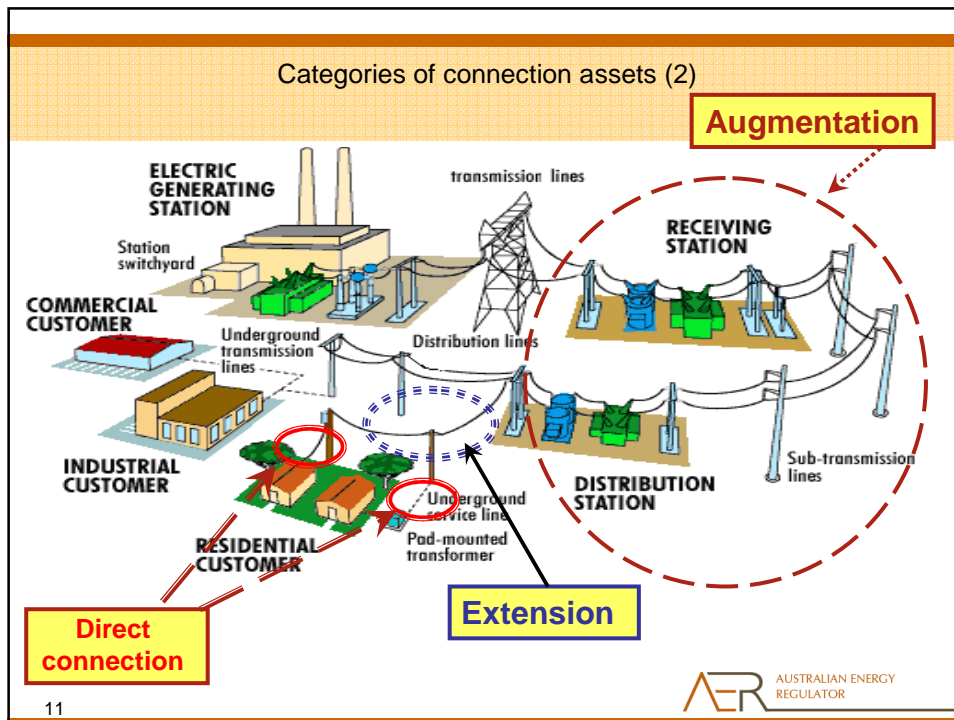 Categories of connection assets (2)
Augmentation
ELECTRIC
GENERATING
STATION
transmission lines
RECEIVING
STATION
Station
switchyard
COMMERCIAL
CUSTOMER
Underground
transmission
lines
Distribution lines
INDUSTRIAL
CUSTOMER
Sub-transmission
lines
DISTRIBUTION
STATION
Underground
service line
Pad-mounted
transformer
RESIDENTIAL
CUSTOMER
Extension
Direct
connection
AER
AUSTRALIAN ENERGY
REGULATOR
11